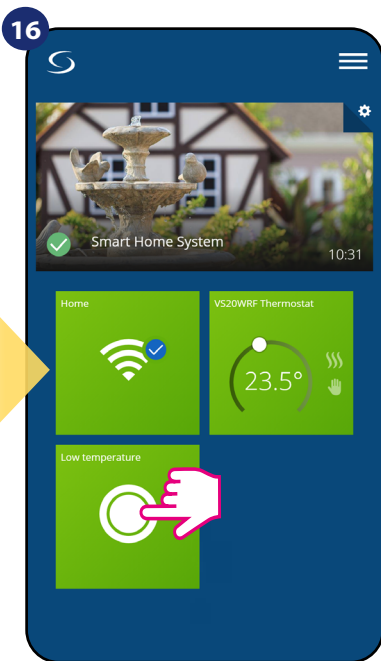 16
Smart Home System
10:31
Home
VS20WRF Thermostat
23.5°
Low temperature